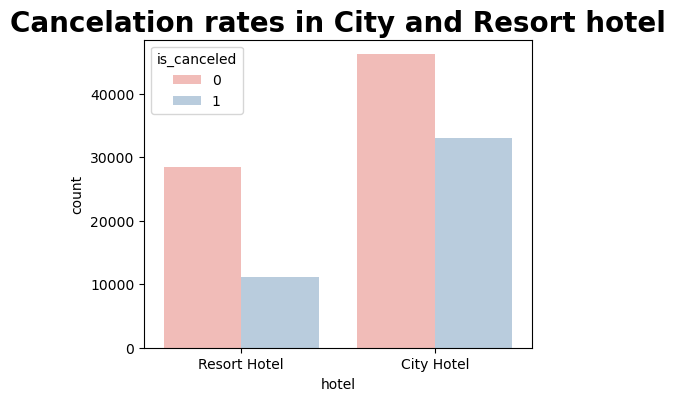 Cancelation rates in City and Resort hotel
is_canceled
0
1
40000
30000
20000
10000
0
count
Resort Hotel
City Hotel
hotel